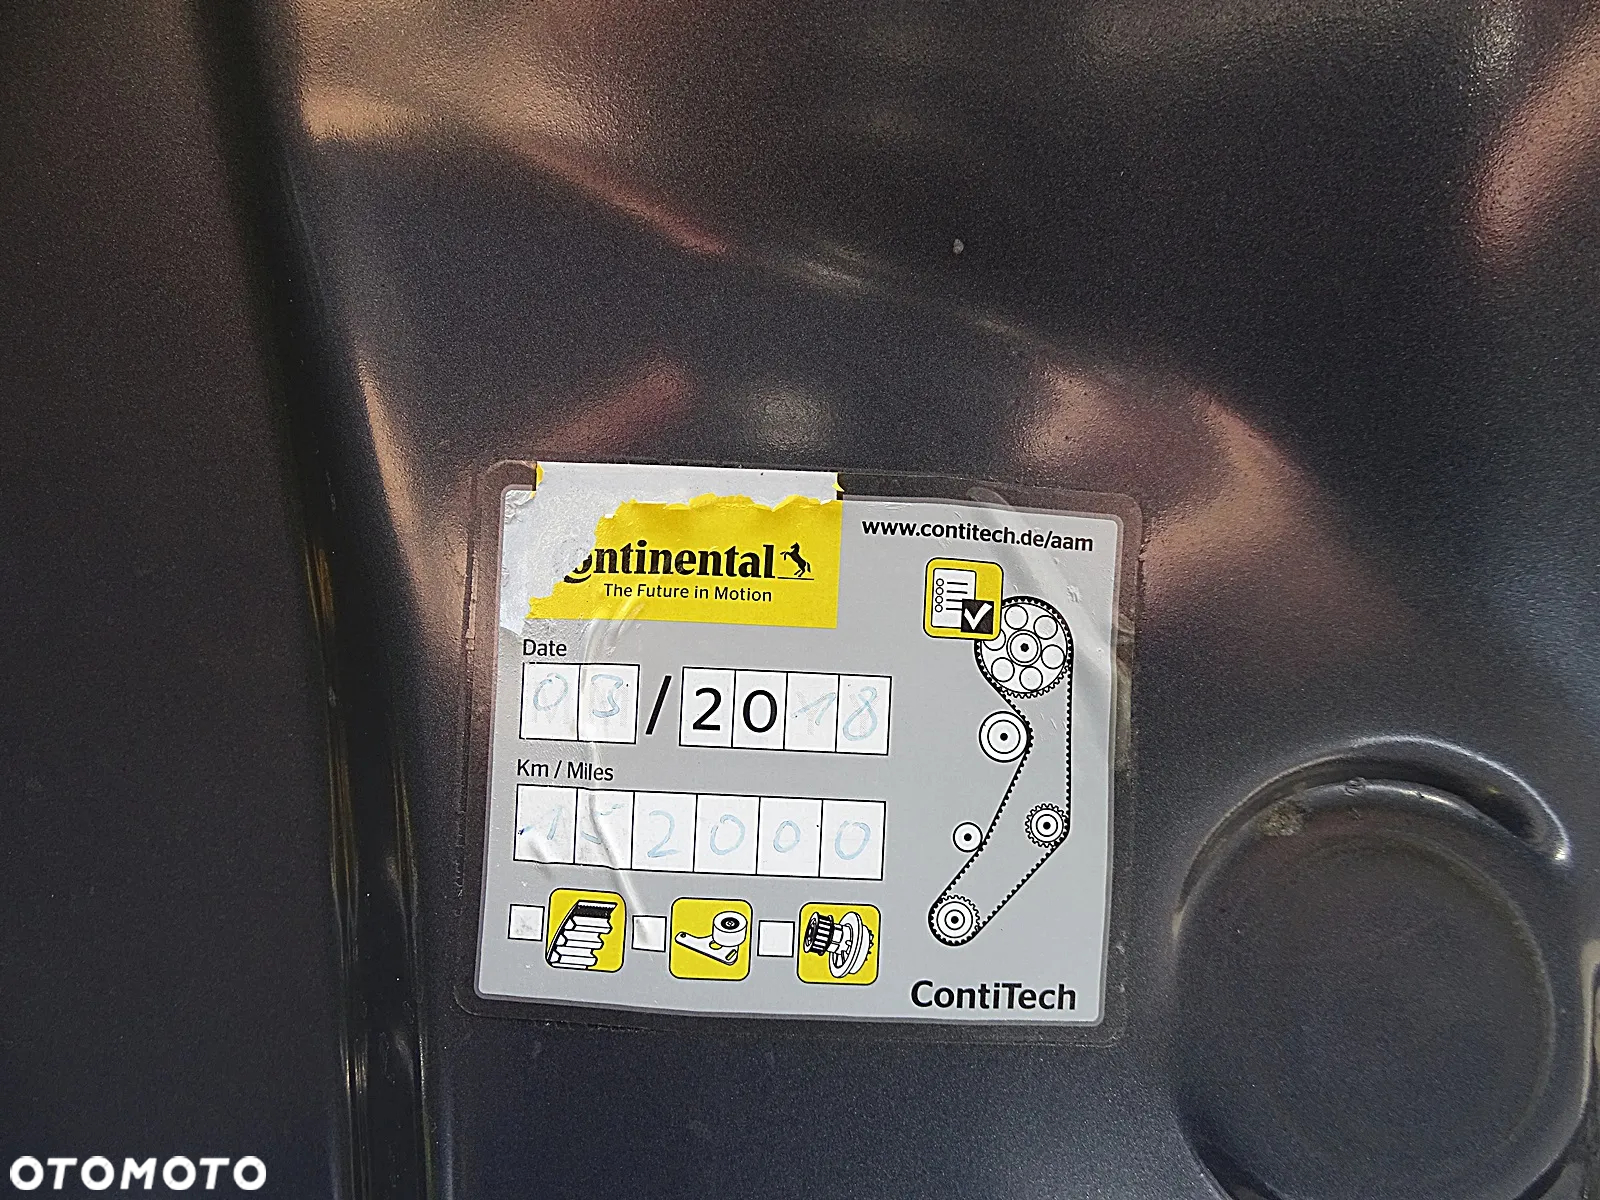 www.contitech.de/aam
Continental
The Future in Motion
Date
03/2018
Km / Miles
152000
ContiTech
OTOMOTO